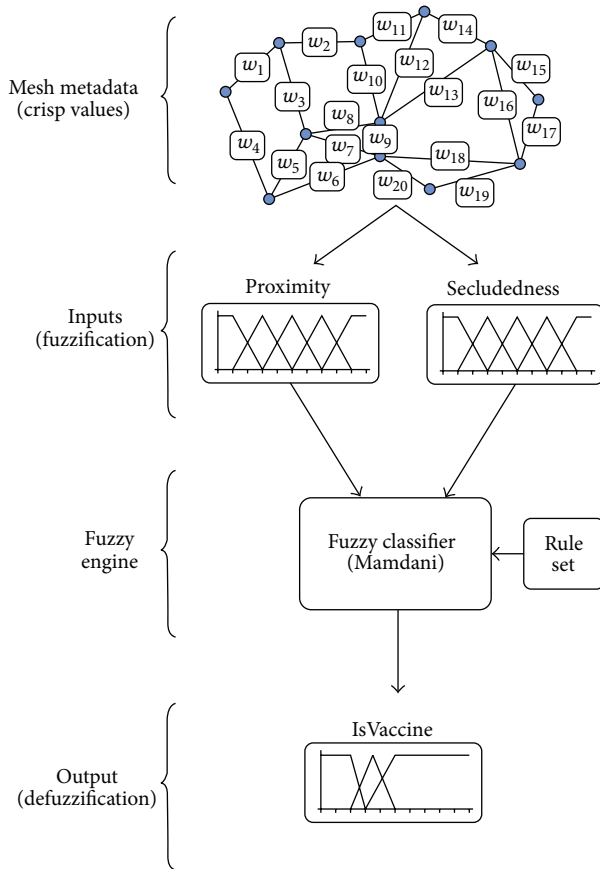 Mesh metadata
(crisp values)
w1
w2
w3
w4
w5
w6
w7
w8
w9
w10
w11
w12
w13
w14
w15
w16
w17
w18
w19
w20
Inputs
(fuzzification)
Proximity
Secludedness
Fuzzy
engine
Fuzzy classifier
(Mamdani)
Rule
set
Output
(defuzzification)
IsVaccine